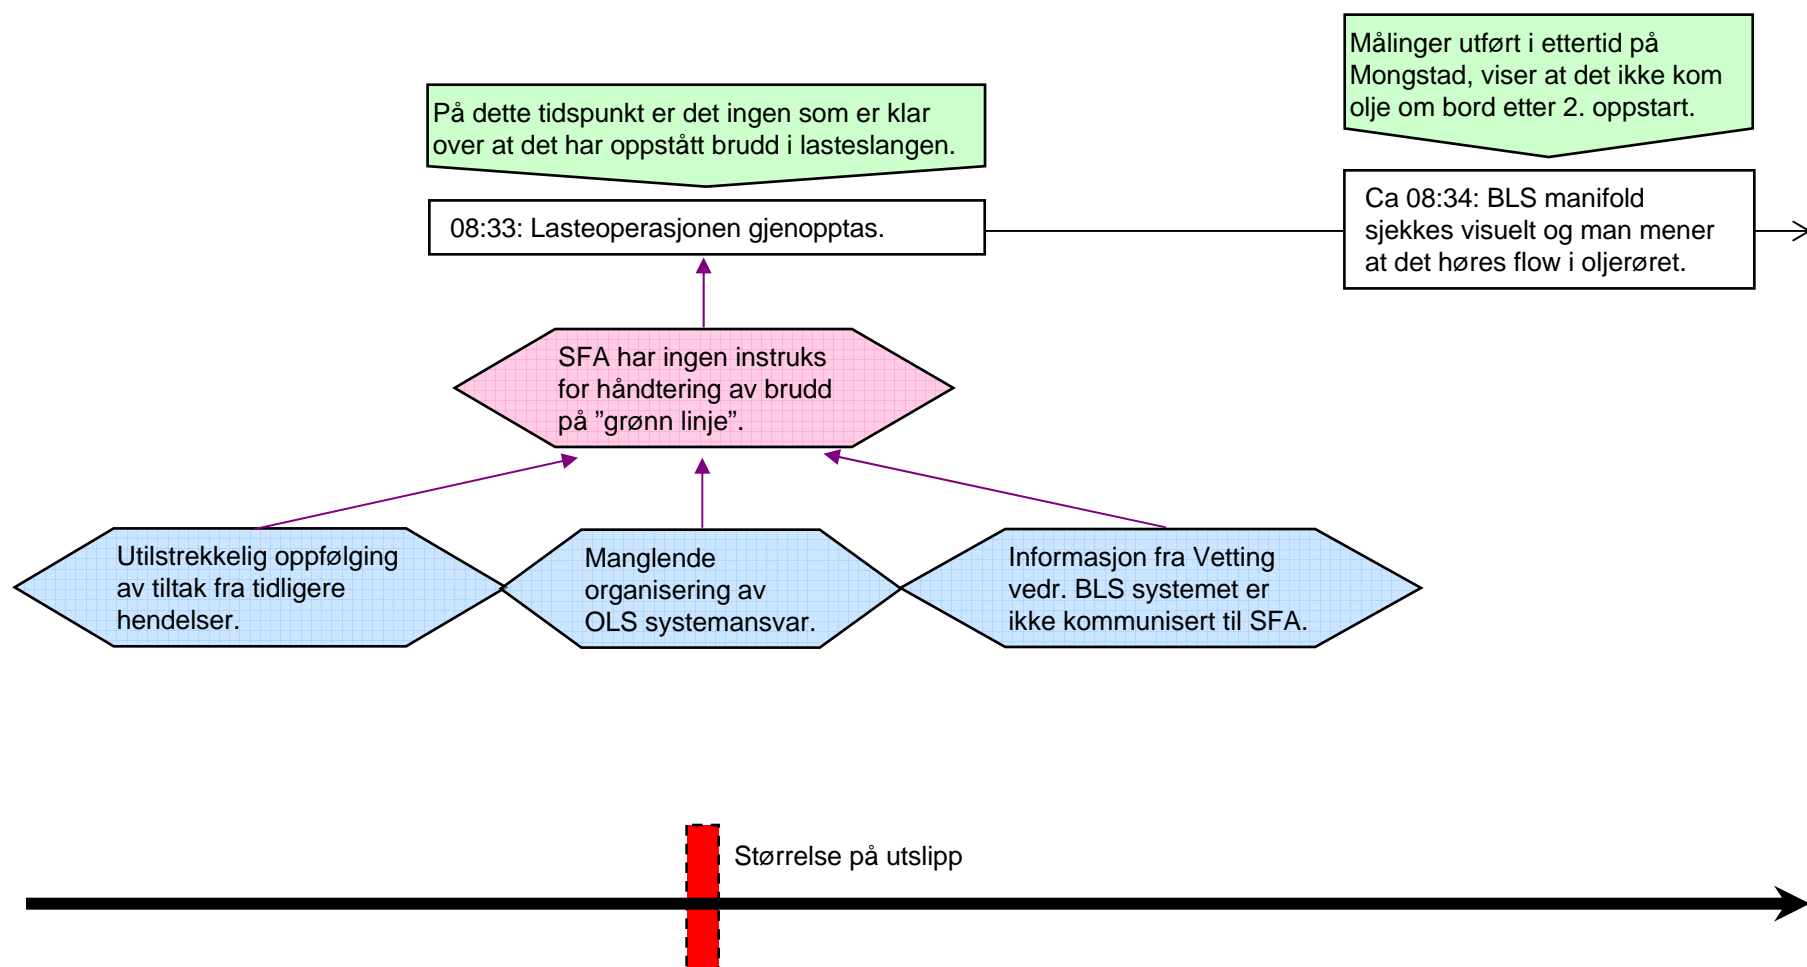 Målinger utført i ettertid på
Mongstad, viser at det ikke kom
olje om bord etter 2. oppstart.
På dette tidspunkt er det ingen som er klar
over at det har oppstått brudd i lasteslangen.
08:33: Lasteoperasjonen gjenopptas.
Ca 08:34: BLS manifold
sjekkes visuelt og man mener
at det høres flow i oljerøret.
SFA har ingen instruks
for håndtering av brudd
på ”grønn linje”.
Utilstrekkelig oppfølging
av tiltak fra tidligere
hendelser.
Manglende
organisering av
OLS systemansvar.
Informasjon fra Vetting
vedr. BLS systemet er
ikke kommunisert til SFA.
Størrelse på utslipp